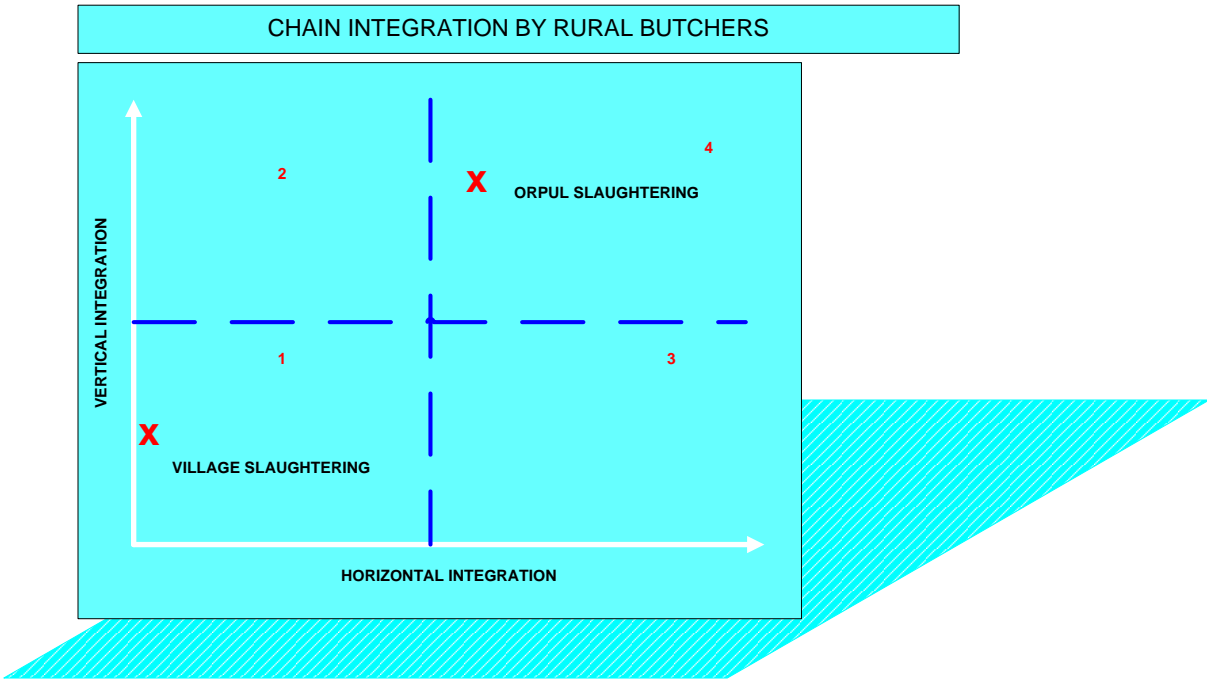 CHAIN INTEGRATION BY RURAL BUTCHERS
4
2
X
ORPUL SLAUGHTERING
VERTICAL INTEGRATION
1
3
X
VILLAGE SLAUGHTERING
HORIZONTAL INTEGRATION